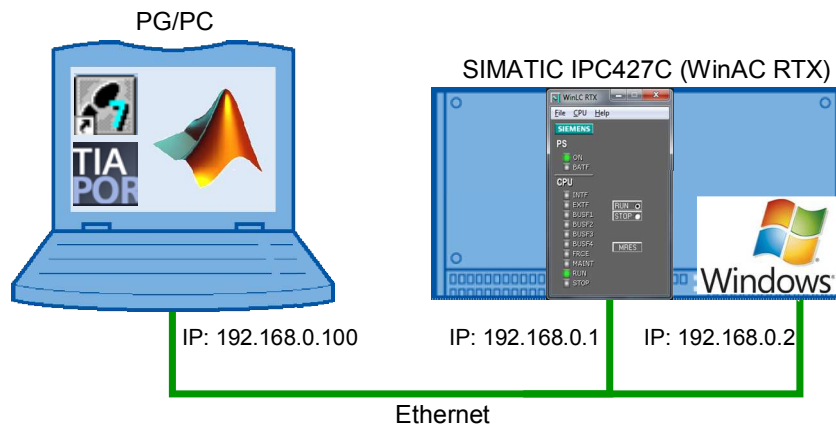 PG/PC
SIMATIC IPC427C (WinAC RTX)
7
TIA
POR
WinLC RTX
File CPU Help
SIEMENS
PS
ON
BATF
CPU
INTF
EXTF
BUSF1
BUSF2
BUSF3
BUSF4
FRCE
MAINT
RUN
STOP
RUN
STOP
MRES
Windows
IP: 192.168.0.100
IP: 192.168.0.1
IP: 192.168.0.2
Ethernet